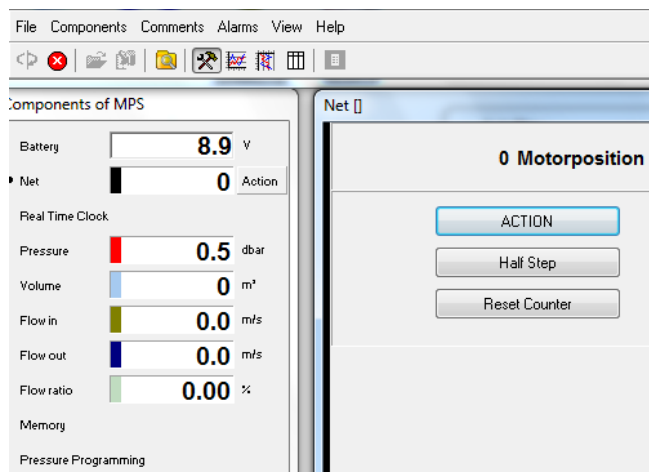 File Components Comments Alarms View Help
Components of MPS
Battery 8.9 V
Net 0 Action
Real Time Clock
Pressure 0.5 dbar
Volume 0 m³
Flow in 0.0 m/s
Flow out 0.0 m/s
Flow ratio 0.00 %
Memory
Pressure Programming
Net []
0 Motorposition
ACTION
Half Step
Reset Counter